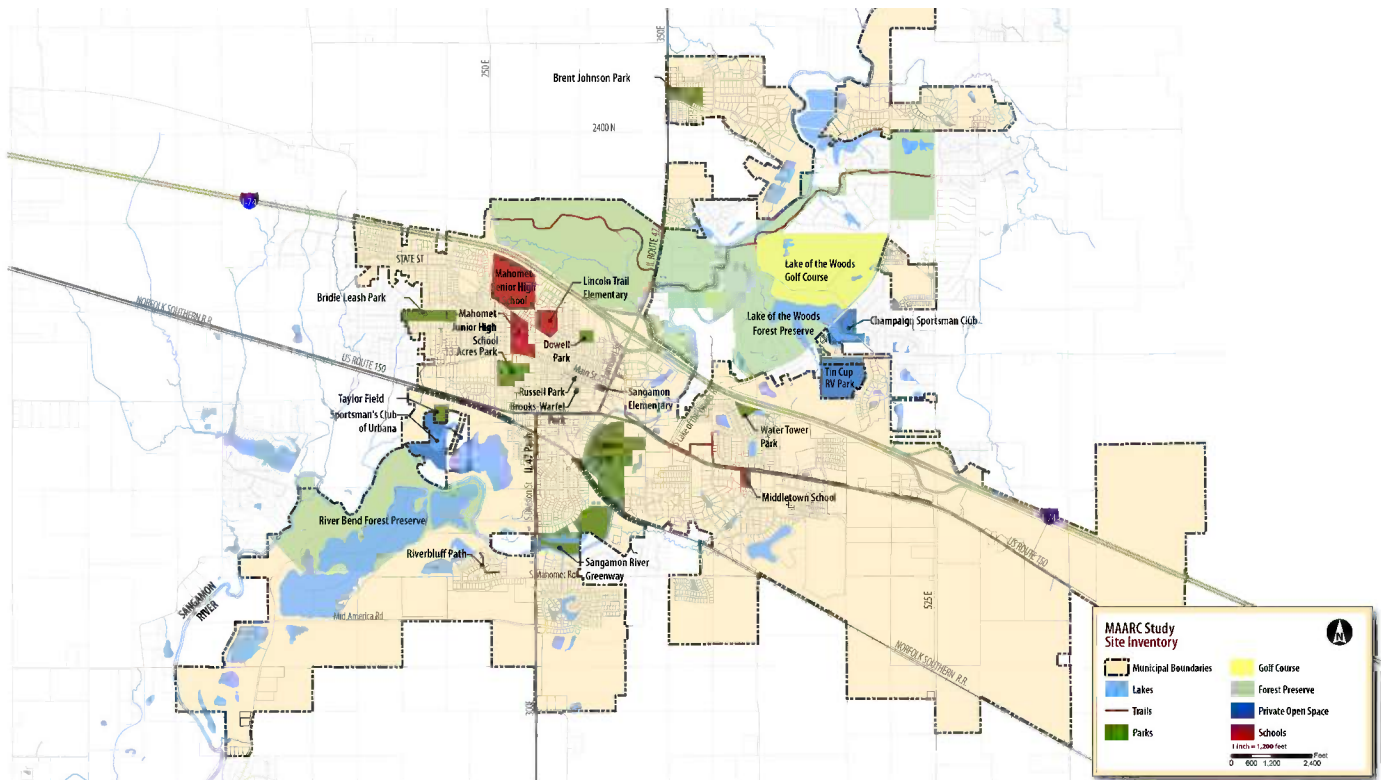 350E
250 E
Brent Johnson Park
2400 N
I-72
IL ROUTE 47
STATE ST
Lake of the Woods
Golf Course
Mahomet
Senior High
School
Lincoln Trail
Elementary
Bridle Leash Park
NORFOLK SOUTHERN R.R.
Mahomet
Junior High
School
13 Acres Park
Lake of the Woods
Forest Preserve
Champaign Sportsman Club
Dowell
Park
US ROUTE 150
Main St
Tin Cup
RV Park
Russell Park
Brooks-Warfel
Park
Sangamon
Elementary
Taylor Field
Sportsman's Club
of Urbana
Water Tower
Park
Middletown School
River Bend Forest Preserve
Riverbluff Path
Sangamon River
Greenway
US ROUTE 150
SANGAMON
RIVER
Mid America Rd
525 E
NORFOLK SOUTHERN R.R.
MAARC Study
Site Inventory
N
Municipal Boundaries
Golf Course
Lakes
Forest Preserve
Trails
Private Open Space
Parks
Schools
1 inch = 1,200 feet
Feet
0 600 1,200 2,400